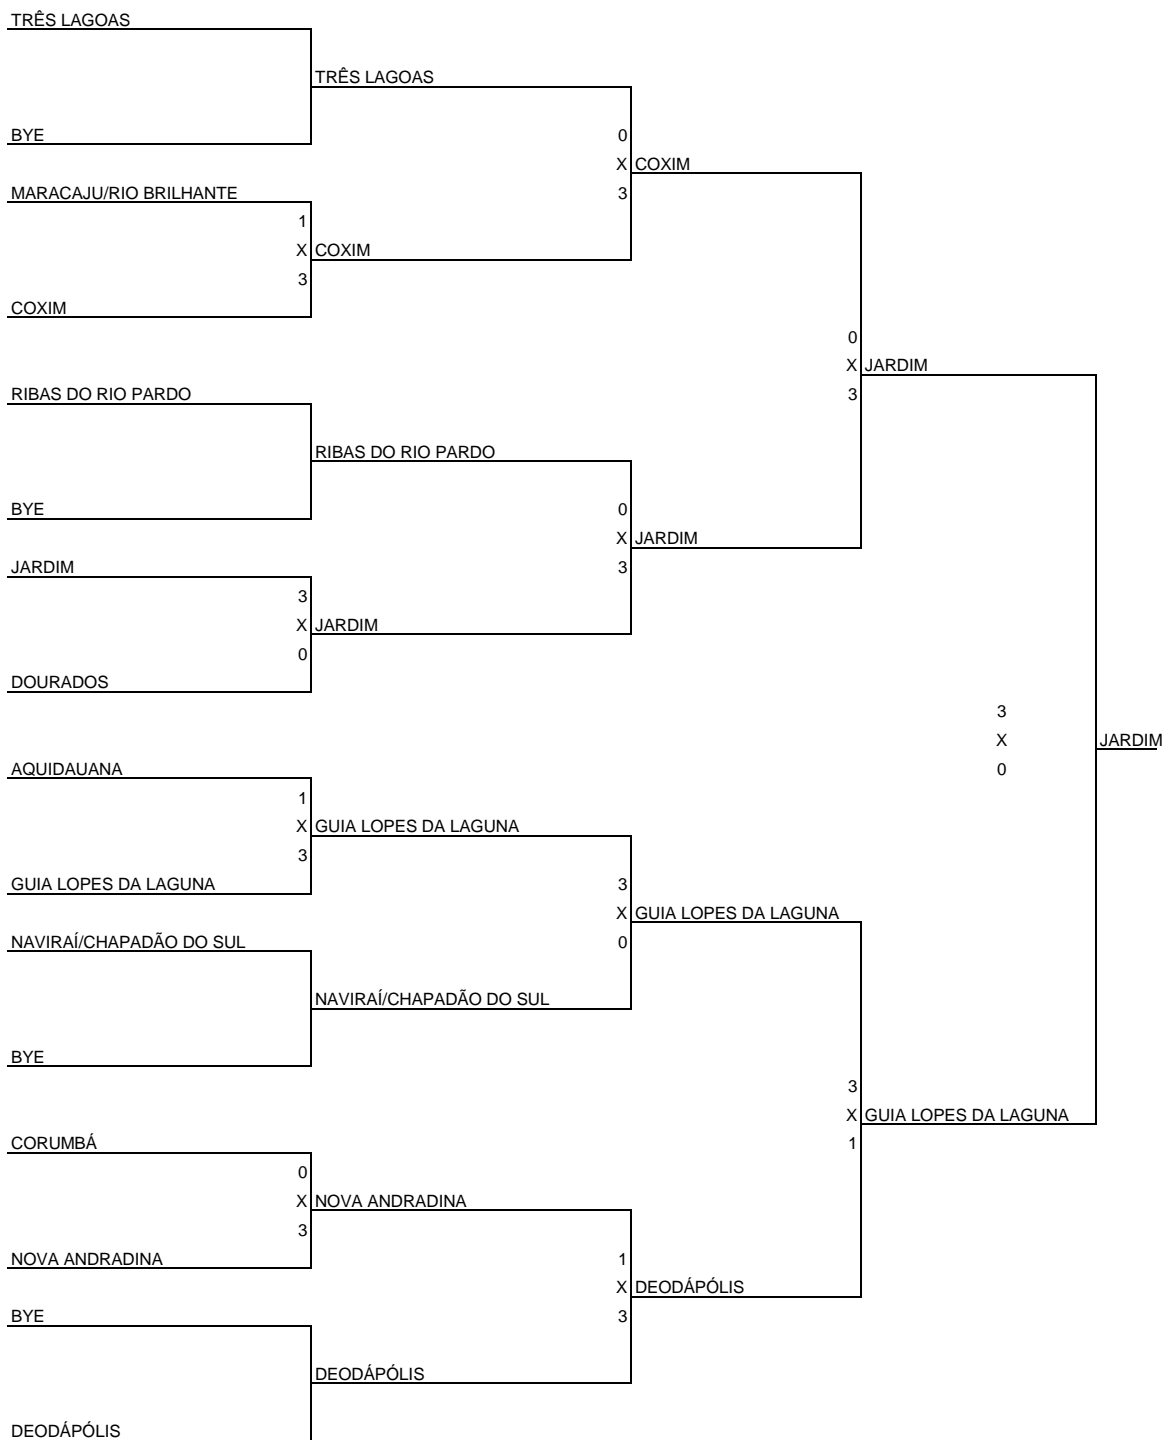 TRÊS LAGOAS
TRÊS LAGOAS
BYE
0
X COXIM
MARACAJU/RIO BRILHANTE
3
1
X COXIM
3
COXIM
0
X JARDIM
RIBAS DO RIO PARDO
3
RIBAS DO RIO PARDO
BYE
0
X JARDIM
JARDIM
3
3
X JARDIM
0
DOURADOS
3
X
JARDIM
AQUIDAUANA
0
1
X GUIA LOPES DA LAGUNA
3
GUIA LOPES DA LAGUNA
3
X GUIA LOPES DA LAGUNA
NAVIRAÍ/CHAPADÃO DO SUL
0
NAVIRAÍ/CHAPADÃO DO SUL
BYE
3
X GUIA LOPES DA LAGUNA
CORUMBÁ
1
0
X NOVA ANDRADINA
3
NOVA ANDRADINA
1
X DEODÁPÓLIS
BYE
3
DEODÁPÓLIS
DEODÁPÓLIS